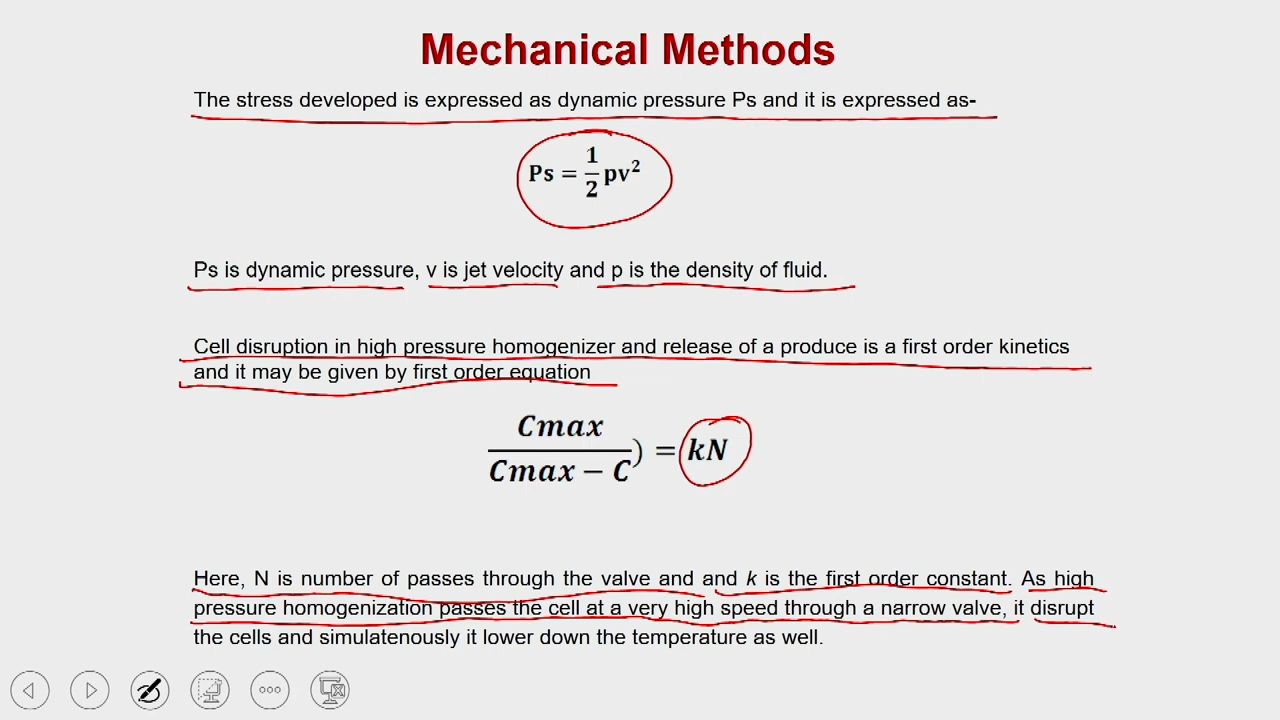 Mechanical Methods
The stress developed is expressed as dynamic pressure Ps and it is expressed as-
Ps = 1/2 pv²
Ps is dynamic pressure, v is jet velocity and p is the density of fluid.
Cell disruption in high pressure homogenizer and release of a produce is a first order kinetics
and it may be given by first order equation
Cmax
―――――― ) = kN
Cmax − C
Here, N is number of passes through the valve and and k is the first order constant. As high
pressure homogenization passes the cell at a very high speed through a narrow valve, it disrupt
the cells and simulatenously it lower down the temperature as well.